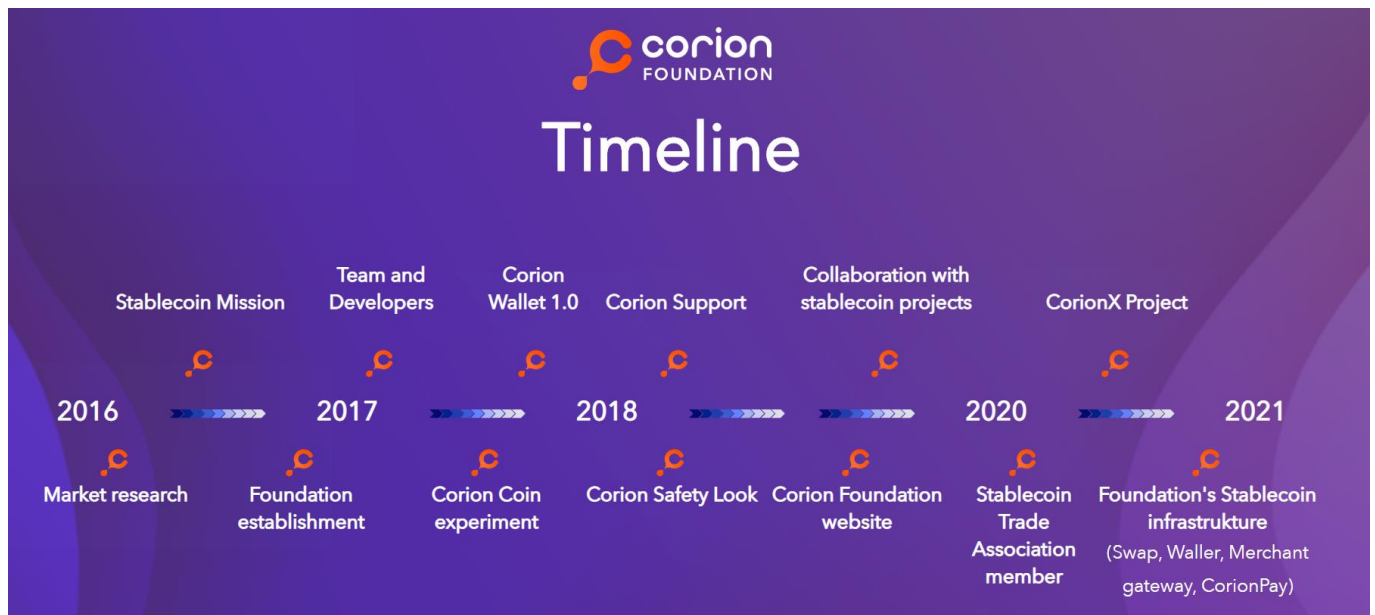 corion
FOUNDATION
Timeline
Team and
Developers
Corion
Wallet 1.0
Collaboration with
stablecoin projects
Stablecoin Mission
Corion Support
CorionX Project
2016
2017
2018
2020
2021
Market research
Foundation
establishment
Corion Coin
experiment
Corion Safety Look
Corion Foundation
website
Stablecoin
Trade
Association
member
Foundation's Stablecoin
infrastrukture
(Swap, Waller, Merchant
gateway, CorionPay)